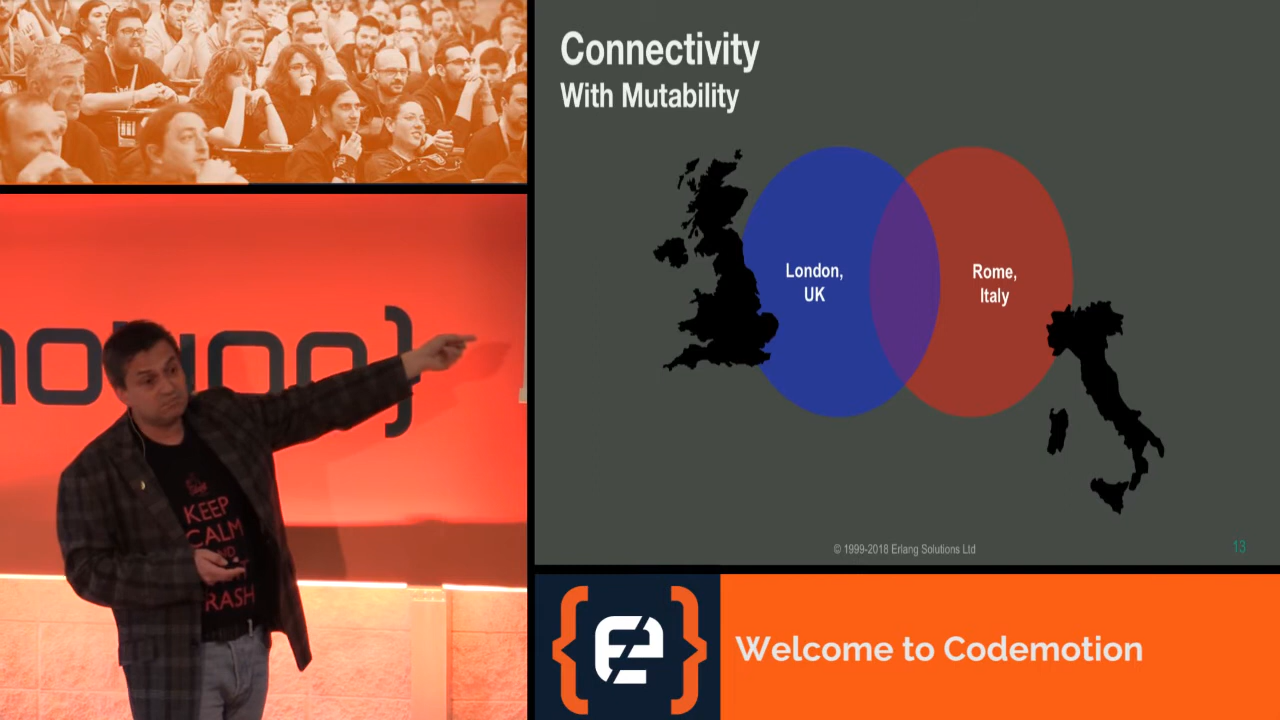 Connectivity
With Mutability
London,
UK
Rome,
Italy
© 1999-2018 Erlang Solutions Ltd
13
KEEP
CALM
AND
RASH
Welcome to Codemotion